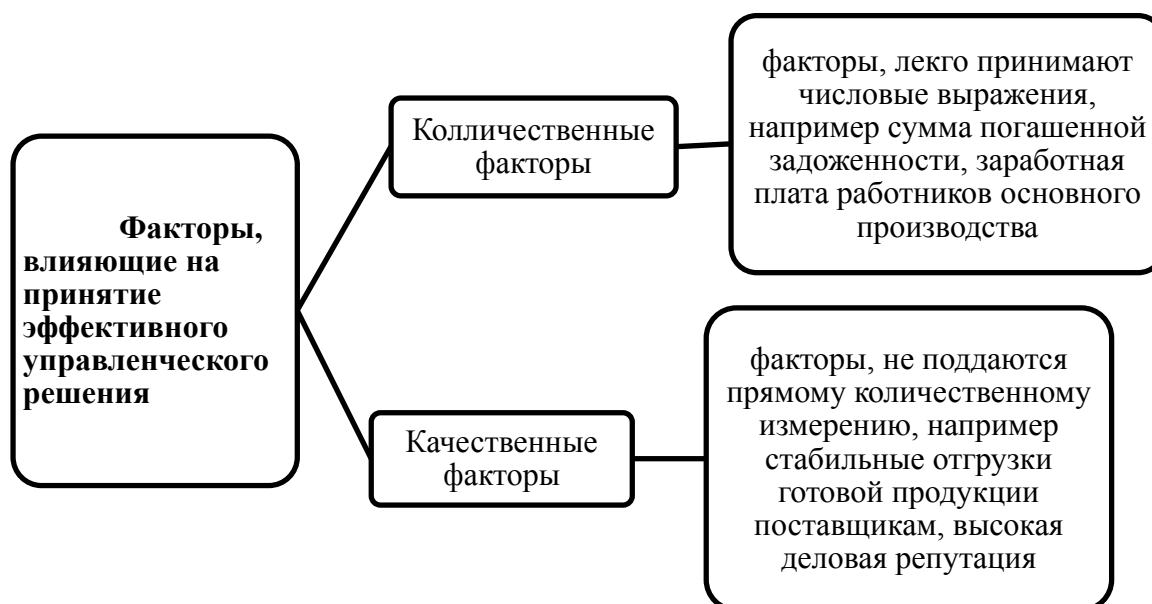 Факторы,
влияющие на
принятие
эффективного
управленческого
решения
Колличественные
факторы
факторы, лекго принимают
числовые выражения,
например сумма погашенной
задоженности, заработная
плата работников основного
производства
Качественные
факторы
факторы, не поддаются
прямому количественному
измерению, например
стабильные отгрузки
готовой продукции
поставщикам, высокая
деловая репутация